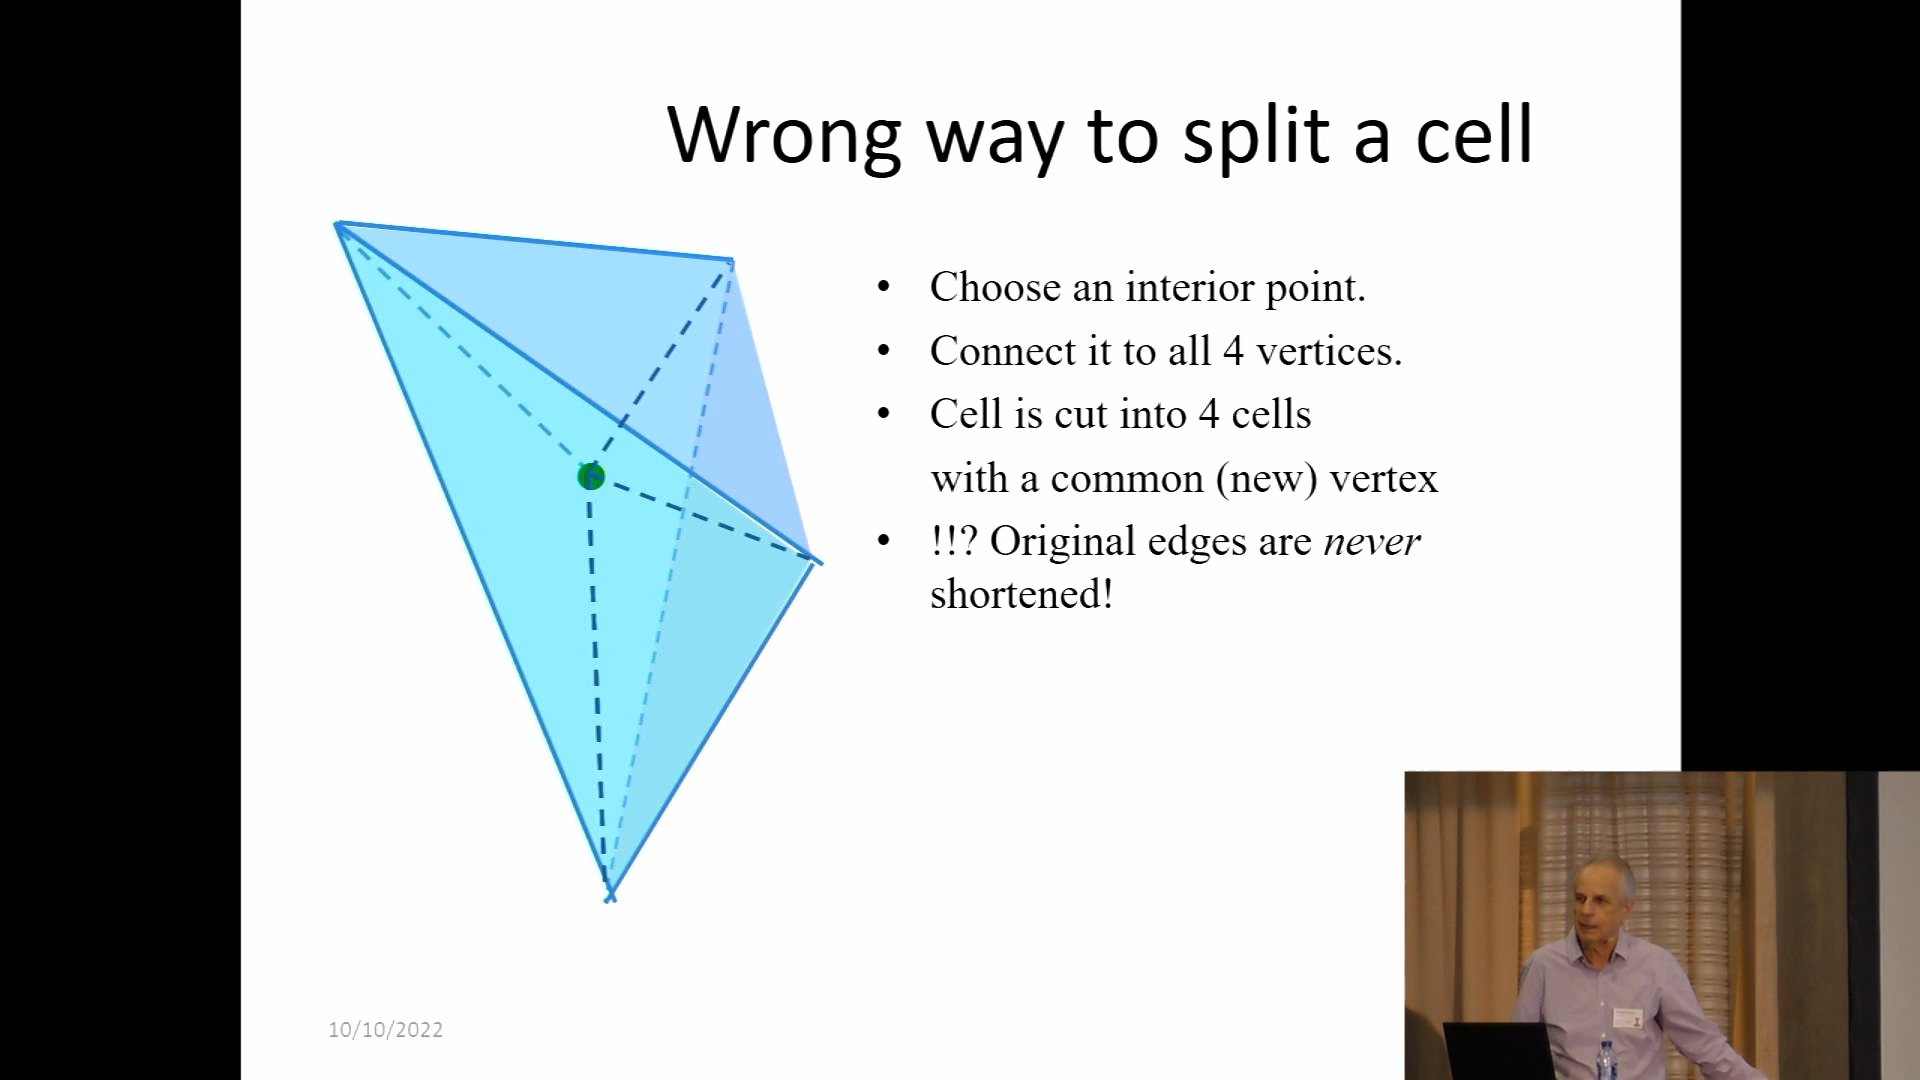 Wrong way to split a cell
• Choose an interior point.
• Connect it to all 4 vertices.
• Cell is cut into 4 cells
with a common (new) vertex
• !!? Original edges are never
shortened!
10/10/2022